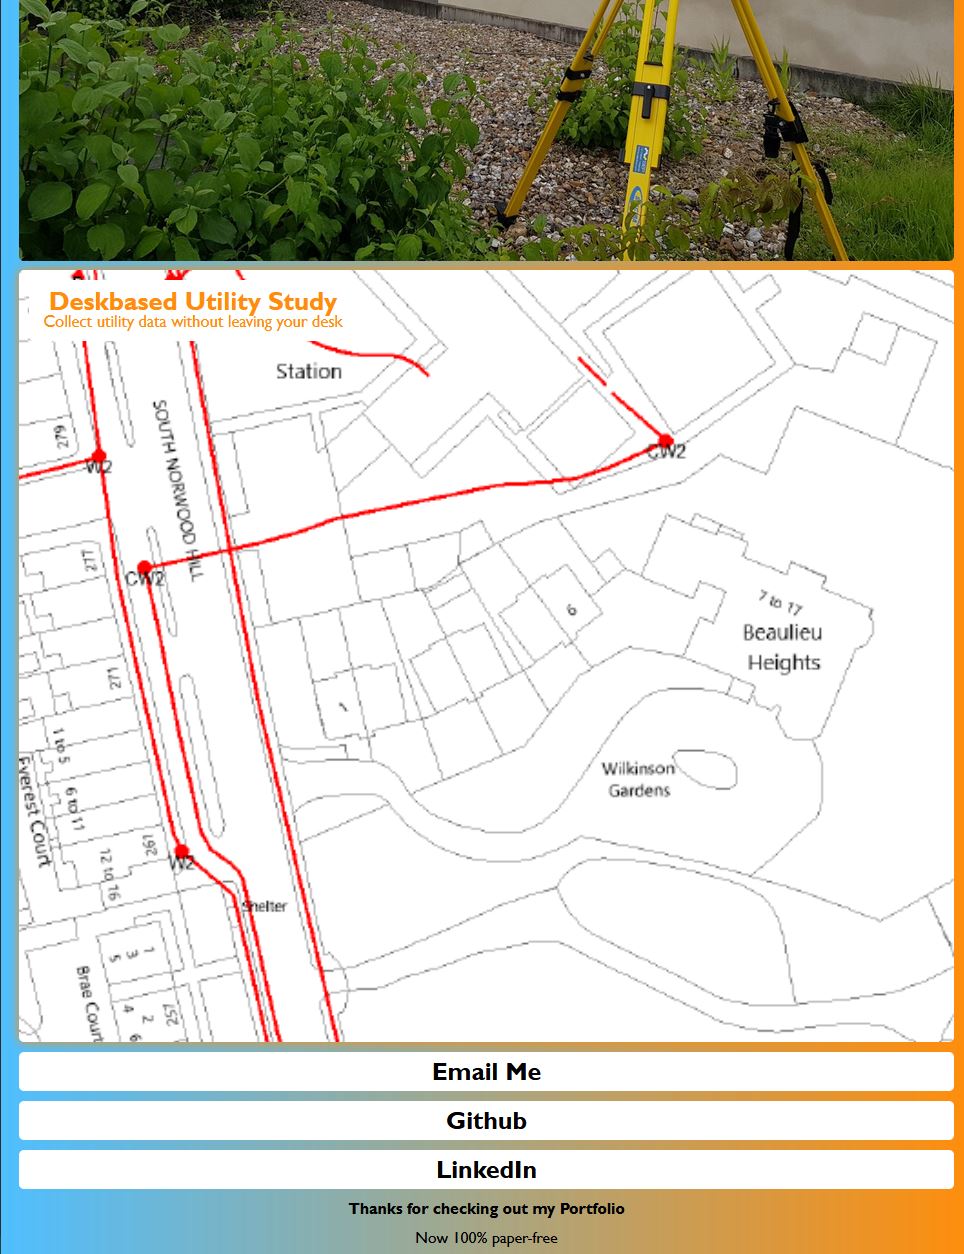 Deskbased Utility Study
Collect utility data without leaving your desk
Station
SOUTH NORWOOD HILL
279
W2
CW2
277
CW2
271
6
7 to 17
Beaulieu
Heights
1
1 to 5
Everest Court
6 to 11
12 to 16
267
W2
Wilkinson
Gardens
Shelter
1
3
5
Brae Court
2
4
6
257
Email Me
Github
LinkedIn
Thanks for checking out my Portfolio
Now 100% paper-free